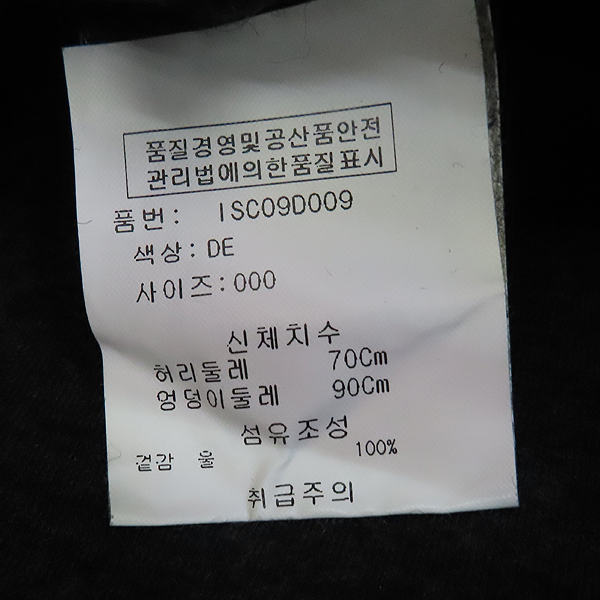 품질경영및공산품안전
관리법에의한품질표시
품번: ISC09D009
색상: DE
사이즈: 000
신체치수
허리둘레 70Cm
엉덩이둘레 90Cm
섬유조성
겉감 울 100%
취급주의